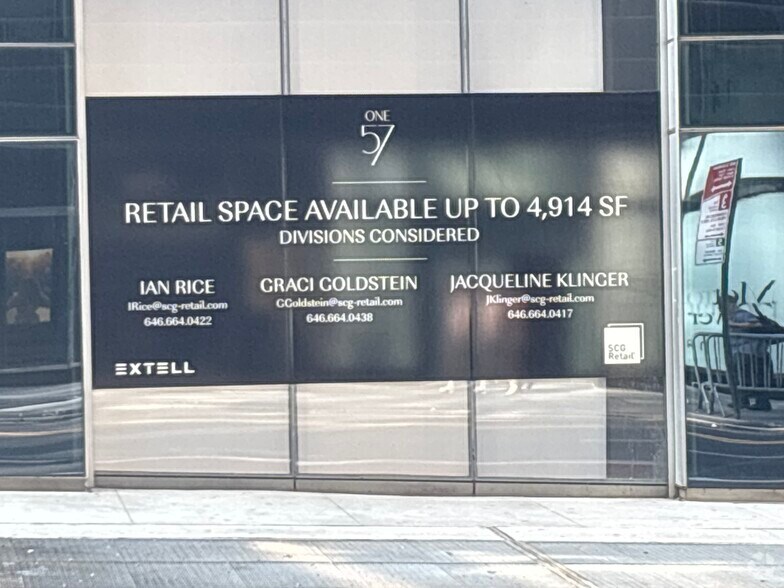 ONE
57
RETAIL SPACE AVAILABLE UP TO 4,914 SF
DIVISIONS CONSIDERED
IAN RICE
IRice@scg-retail.com
646.664.0422
GRACI GOLDSTEIN
GGoldstein@scg-retail.com
646.664.0438
JACQUELINE KLINGER
JKlinger@scg-retail.com
646.664.0417
EXTELL
SCG
Retail
3